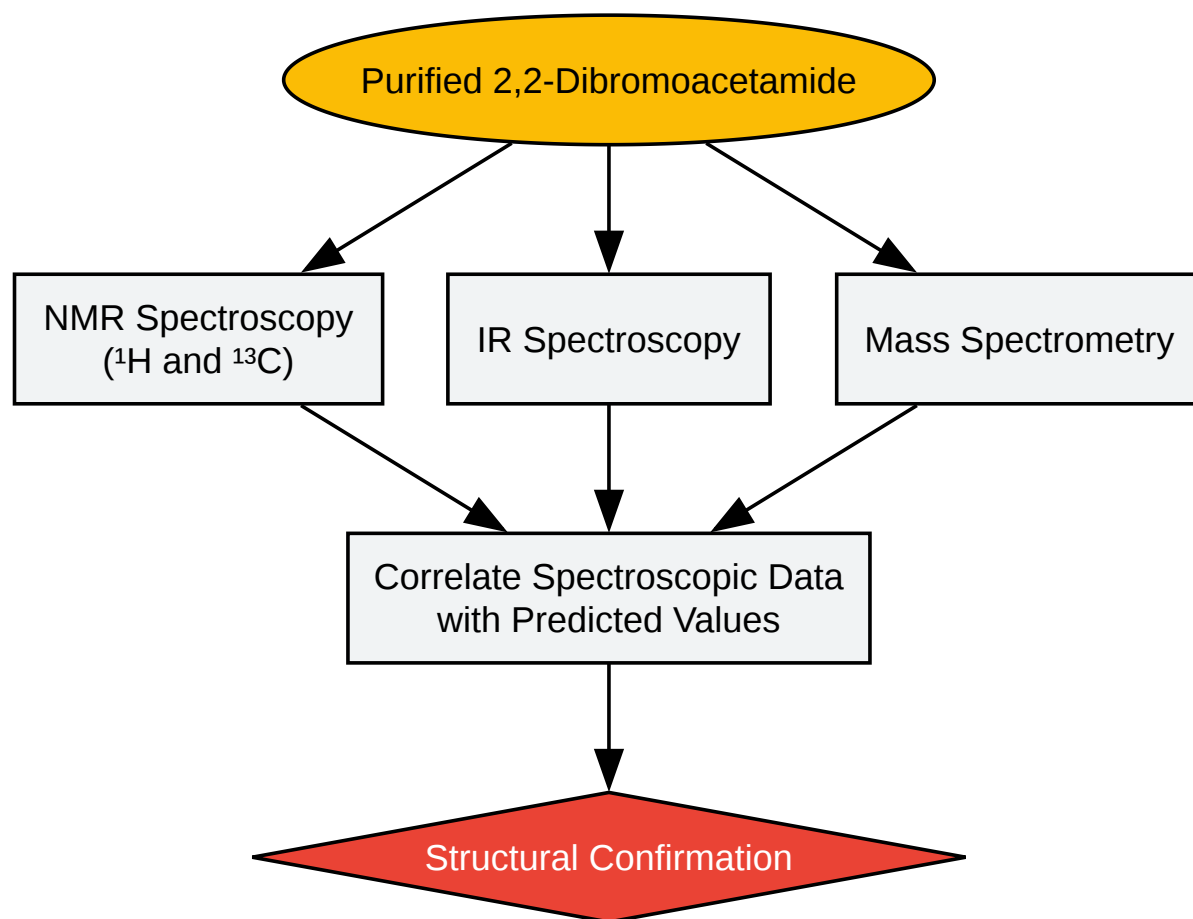 Purified 2,2-Dibromoacetamide
NMR Spectroscopy
(¹H and ¹³C)
IR Spectroscopy
Mass Spectrometry
Correlate Spectroscopic Data
with Predicted Values
Structural Confirmation